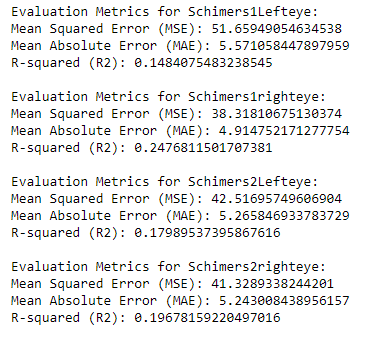 Evaluation Metrics for Schimers1Lefteye:
Mean Squared Error (MSE): 51.65949054634538
Mean Absolute Error (MAE): 5.571058447897959
R-squared (R2): 0.1484075483238545
Evaluation Metrics for Schimers1righteye:
Mean Squared Error (MSE): 38.31810675130374
Mean Absolute Error (MAE): 4.914752171277754
R-squared (R2): 0.2476811501707381
Evaluation Metrics for Schimers2Lefteye:
Mean Squared Error (MSE): 42.51695749606904
Mean Absolute Error (MAE): 5.265846933783729
R-squared (R2): 0.17989537395867616
Evaluation Metrics for Schimers2righteye:
Mean Squared Error (MSE): 41.3289338244201
Mean Absolute Error (MAE): 5.243008438956157
R-squared (R2): 0.19678159220497016